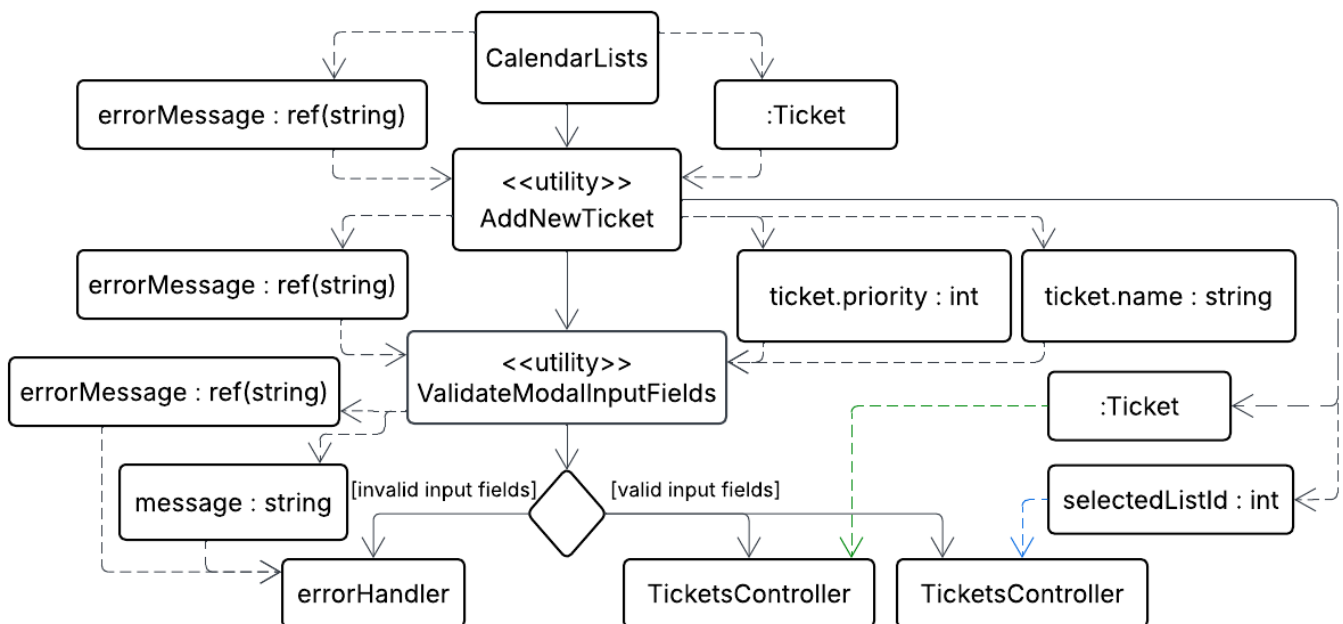 CalendarLists
errorMessage : ref(string)
:Ticket
<<utility>>
AddNewTicket
errorMessage : ref(string)
ticket.priority : int
ticket.name : string
<<utility>>
ValidateModalInputFields
errorMessage : ref(string)
:Ticket
message : string
[invalid input fields]
[valid input fields]
selectedListId : int
errorHandler
TicketsController
TicketsController